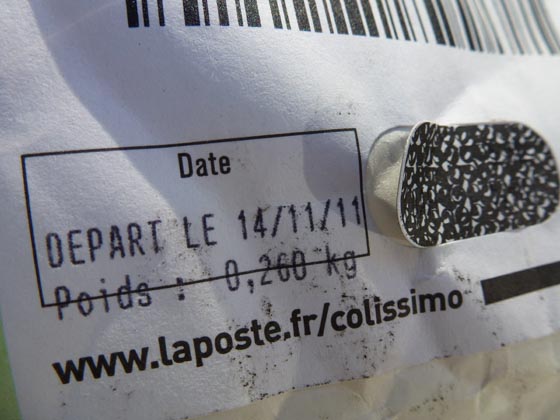 Date
DEPART LE 14/11/11
Poids : 0,260 kg
www.laposte.fr/colissimo